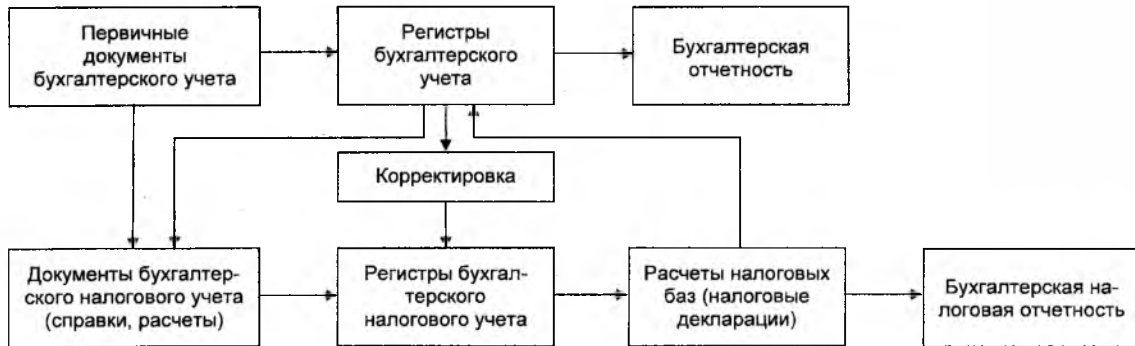 Первичные
документы
бухгалтерского учета
Регистры
бухгалтерского
учета
Бухгалтерская
отчетность
Корректировка
Документы бухгалтер-
ского налогового учета
(справки, расчеты)
Регистры бухгал-
терского
налогового учета
Расчеты налоговых
баз (налоговые
декларации)
Бухгалтерская на-
логовая отчетность